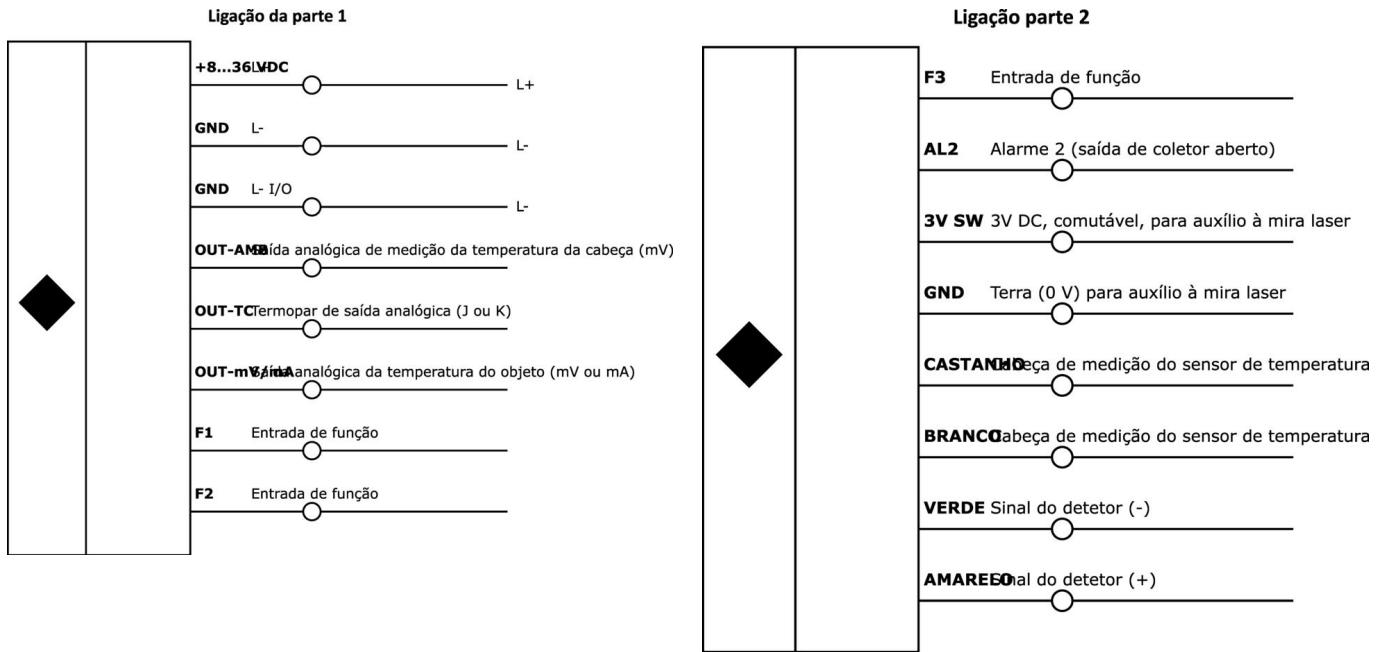 Ligação da parte 1
+8...36 VDC L+
L+
GND L-
L-
GND L- I/O
L-
OUT-AMB Saída analógica de medição da temperatura da cabeça (mV)
OUT-TC Termopar de saída analógica (J ou K)
OUT-mV/mA Saída analógica da temperatura do objeto (mV ou mA)
F1 Entrada de função
F2 Entrada de função
Ligação parte 2
F3 Entrada de função
AL2 Alarme 2 (saída de coletor aberto)
3V SW 3V DC, comutável, para auxílio à mira laser
GND Terra (0 V) para auxílio à mira laser
CASTANHO Cabeça de medição do sensor de temperatura
BRANCO Cabeça de medição do sensor de temperatura
VERDE Sinal do detetor (-)
AMARELO Sinal do detetor (+)